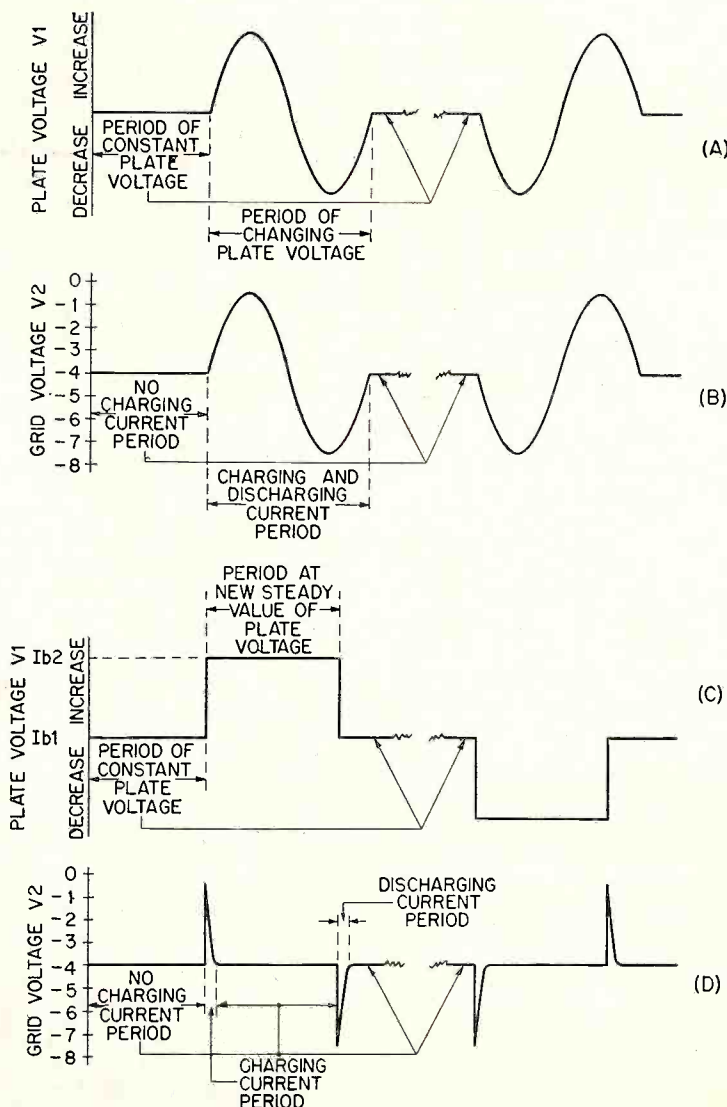 PLATE VOLTAGE V1
DECREASE INCREASE
PERIOD OF
CONSTANT
PLATE
VOLTAGE
PERIOD OF
CHANGING
PLATE VOLTAGE
(A)
GRID VOLTAGE V2
0
-1
-2
-3
-4
-5
-6
-7
-8
NO
CHARGING
CURRENT
PERIOD
CHARGING AND
DISCHARGING
CURRENT
PERIOD
(B)
PERIOD AT
NEW STEADY
VALUE OF
PLATE
VOLTAGE
PLATE VOLTAGE V1
DECREASE INCREASE
Ib2
Ib1
PERIOD OF
CONSTANT
PLATE
VOLTAGE
(C)
GRID VOLTAGE V2
0
-1
-2
-3
-4
-5
-6
-7
-8
DISCHARGING
CURRENT
PERIOD
NO
CHARGING
CURRENT
PERIOD
CHARGING
CURRENT
PERIOD
(D)